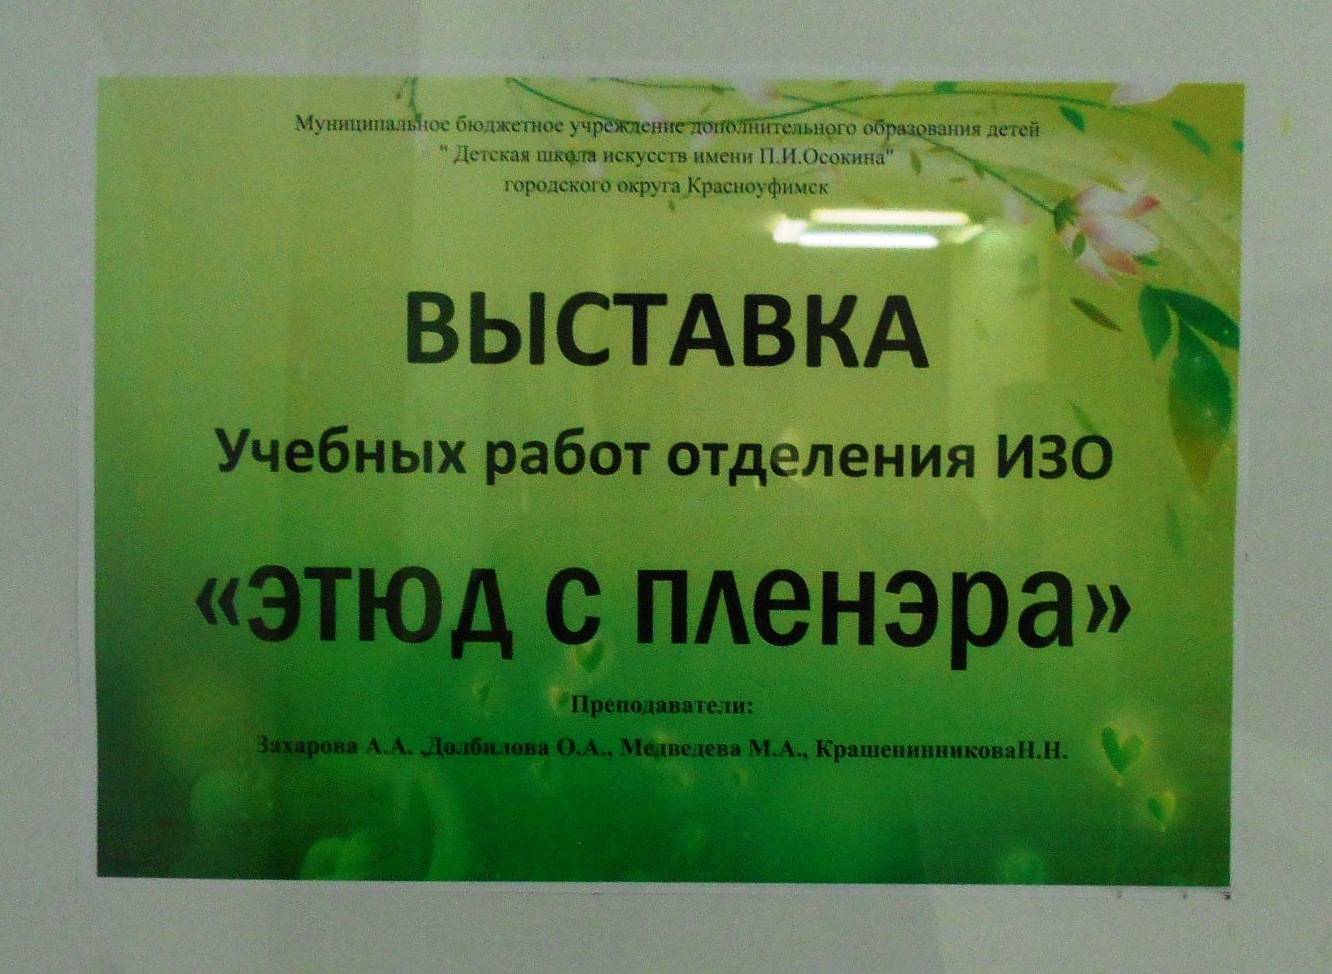 Муниципальное бюджетное учреждение дополнительного образования детей
" Детская школа искусств имени П.И.Осокина"
городского округа Красноуфимск
ВЫСТАВКА
Учебных работ отделения ИЗО
«ЭТЮД с пленэра»
Преподаватели:
Захарова А.А. Долбилова О.А., Медведева М.А., КрашенинниковаН.Н.